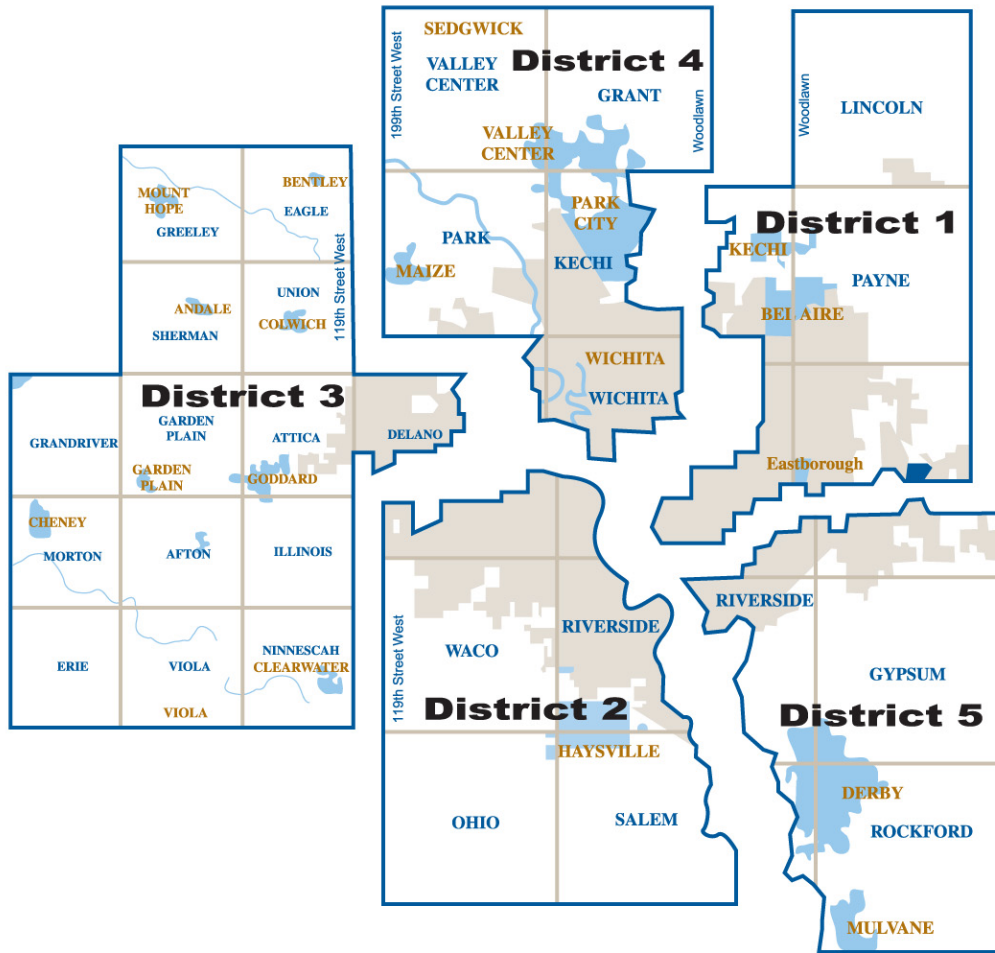 SEDGWICK
VALLEY
CENTER
District 4
GRANT
199th Street West
Woodlawn
VALLEY
CENTER
PARK
CITY
PARK
KECHI
MAIZE
WICHITA
WICHITA
Woodlawn
LINCOLN
District 1
KECHI
PAYNE
BEL AIRE
Eastborough
MOUNT
HOPE
GREELEY
BENTLEY
EAGLE
119th Street West
UNION
ANDALE
COLWICH
SHERMAN
District 3
GRANDRIVER
GARDEN
PLAIN
ATTICA
DELANO
GARDEN
PLAIN
GODDARD
CHENEY
MORTON
AFTON
ILLINOIS
ERIE
VIOLA
NINNESCAH
CLEARWATER
VIOLA
119th Street West
WACO
RIVERSIDE
District 2
HAYSVILLE
OHIO
SALEM
RIVERSIDE
GYPSUM
District 5
DERBY
ROCKFORD
MULVANE